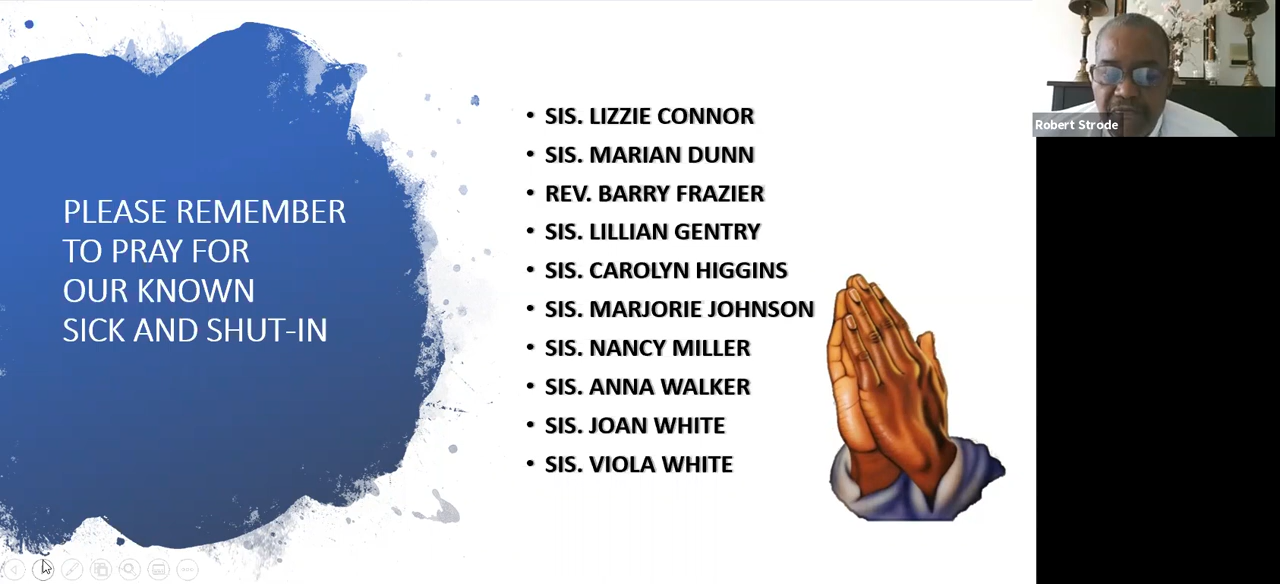 PLEASE REMEMBER
TO PRAY FOR
OUR KNOWN
SICK AND SHUT-IN
• SIS. LIZZIE CONNOR
• SIS. MARIAN DUNN
• REV. BARRY FRAZIER
• SIS. LILLIAN GENTRY
• SIS. CAROLYN HIGGINS
• SIS. MARJORIE JOHNSON
• SIS. NANCY MILLER
• SIS. ANNA WALKER
• SIS. JOAN WHITE
• SIS. VIOLA WHITE
Robert Strode